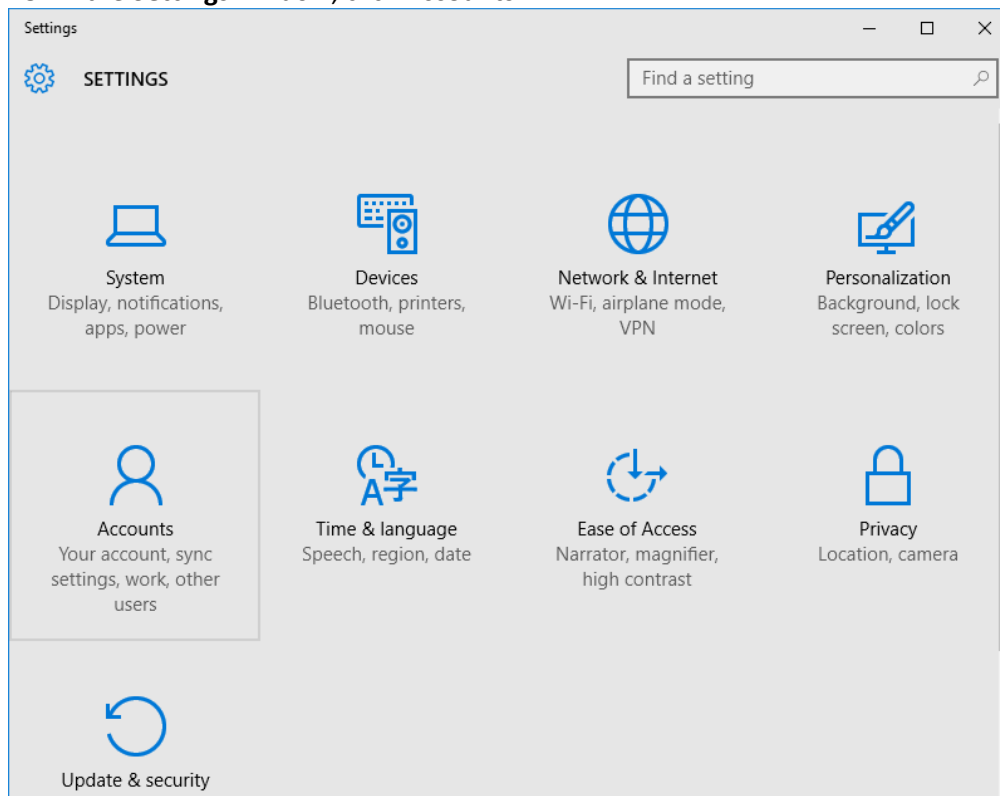 Settings
SETTINGS
Find a setting
System
Display, notifications,
apps, power
Devices
Bluetooth, printers,
mouse
Network & Internet
Wi-Fi, airplane mode,
VPN
Personalization
Background, lock
screen, colors
Accounts
Your account, sync
settings, work, other
users
Time & language
Speech, region, date
Ease of Access
Narrator, magnifier,
high contrast
Privacy
Location, camera
Update & security